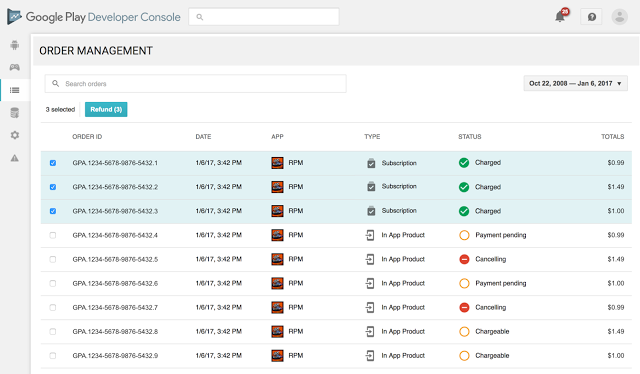 Google Play Developer Console
25
ORDER MANAGEMENT
Search orders
Oct 22, 2008 — Jan 6, 2017
3 selected Refund (3)
ORDER ID DATE APP TYPE STATUS TOTALS
GPA.1234-5678-9876-5432.1 1/6/17, 3:42 PM RPM Subscription Charged $0.99
GPA.1234-5678-9876-5432.2 1/6/17, 3:42 PM RPM Subscription Charged $1.49
GPA.1234-5678-9876-5432.3 1/6/17, 3:42 PM RPM Subscription Charged $1.00
GPA.1234-5678-9876-5432.4 1/6/17, 3:42 PM RPM In App Product Payment pending $0.99
GPA.1234-5678-9876-5432.5 1/6/17, 3:42 PM RPM In App Product Cancelling $1.49
GPA.1234-5678-9876-5432.6 1/6/17, 3:42 PM RPM In App Product Payment pending $1.00
GPA.1234-5678-9876-5432.7 1/6/17, 3:42 PM RPM In App Product Cancelling $0.99
GPA.1234-5678-9876-5432.8 1/6/17, 3:42 PM RPM In App Product Chargeable $1.49
GPA.1234-5678-9876-5432.9 1/6/17, 3:42 PM RPM In App Product Chargeable $1.00